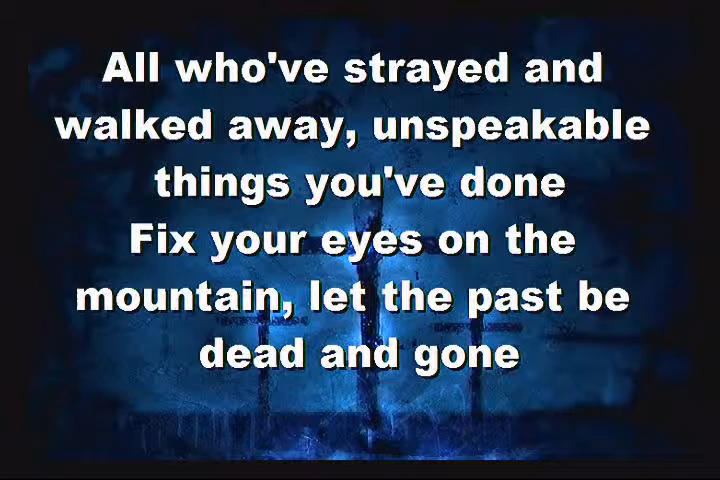 All who've strayed and
walked away, unspeakable
things you've done
Fix your eyes on the
mountain, let the past be
dead and gone